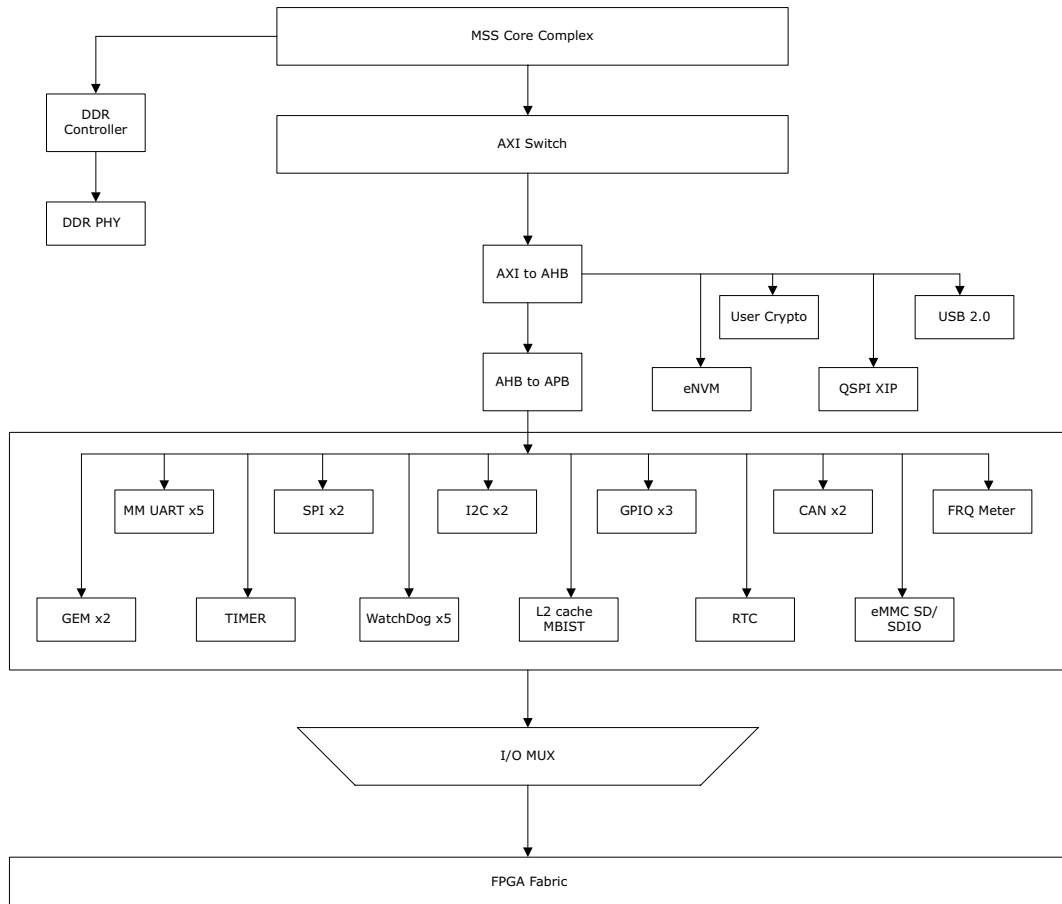 MSS Core Complex
DDR
Controller
AXI Switch
DDR PHY
AXI to AHB
User Crypto
USB 2.0
AHB to APB
eNVM
QSPI XIP
MM UART x5
SPI x2
I2C x2
GPIO x3
CAN x2
FRQ Meter
GEM x2
TIMER
WatchDog x5
L2 cache
MBIST
RTC
eMMC SD/
SDIO
I/O MUX
FPGA Fabric